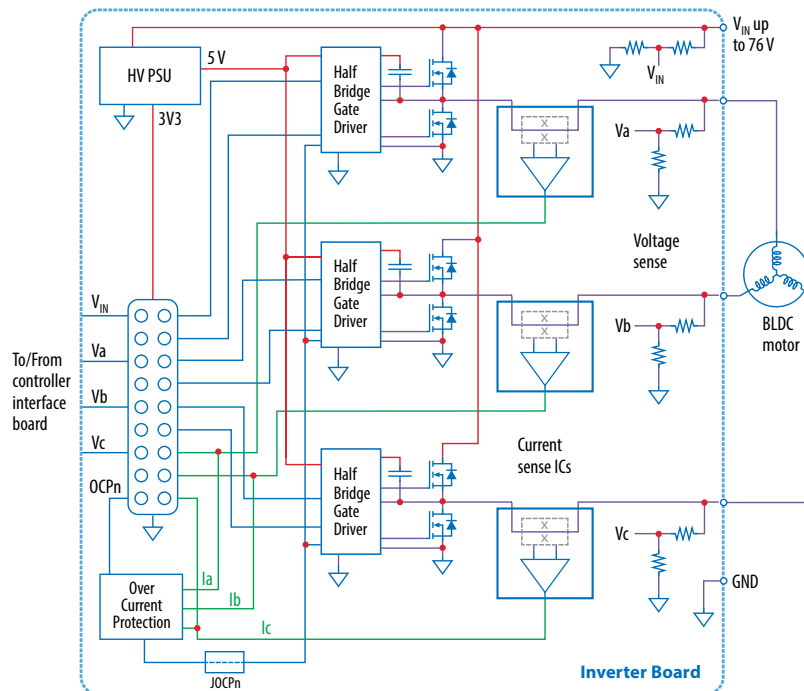 HV PSU
5 V
3V3
Half
Bridge
Gate
Driver
V_IN up
to 76 V
V_IN
Va
X
X
Voltage
sense
Half
Bridge
Gate
Driver
Vb
X
X
BLDC
motor
V_IN
Va
Vb
Vc
OCPn
To/From
controller
interface
board
Half
Bridge
Gate
Driver
Current
sense ICs
X
X
Vc
GND
Over
Current
Protection
Ia
Ib
Ic
JOCPn
Inverter Board